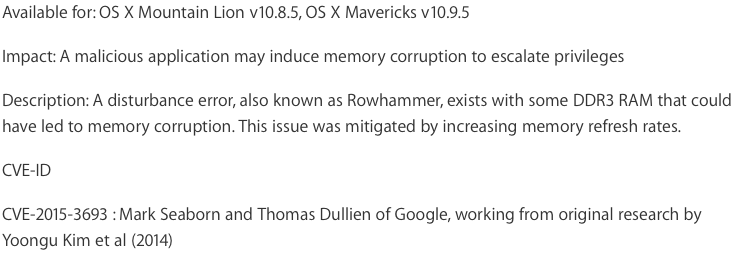 Available for: OS X Mountain Lion v10.8.5, OS X Mavericks v10.9.5
Impact: A malicious application may induce memory corruption to escalate privileges
Description: A disturbance error, also known as Rowhammer, exists with some DDR3 RAM that could
have led to memory corruption. This issue was mitigated by increasing memory refresh rates.
CVE-ID
CVE-2015-3693 : Mark Seaborn and Thomas Dullien of Google, working from original research by
Yoongu Kim et al (2014)